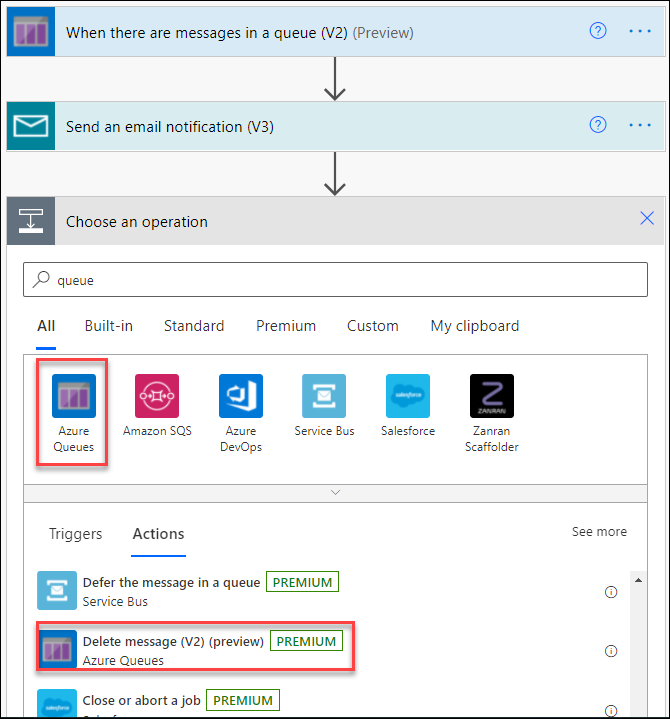 When there are messages in a queue (V2) (Preview)
Send an email notification (V3)
Choose an operation
queue
All Built-in Standard Premium Custom My clipboard
Azure Queues
Amazon SQS
Azure DevOps
Service Bus
Salesforce
Zanran Scaffolder
Triggers Actions See more
Defer the message in a queue PREMIUM
Service Bus
Delete message (V2) (preview) PREMIUM
Azure Queues
Close or abort a job PREMIUM